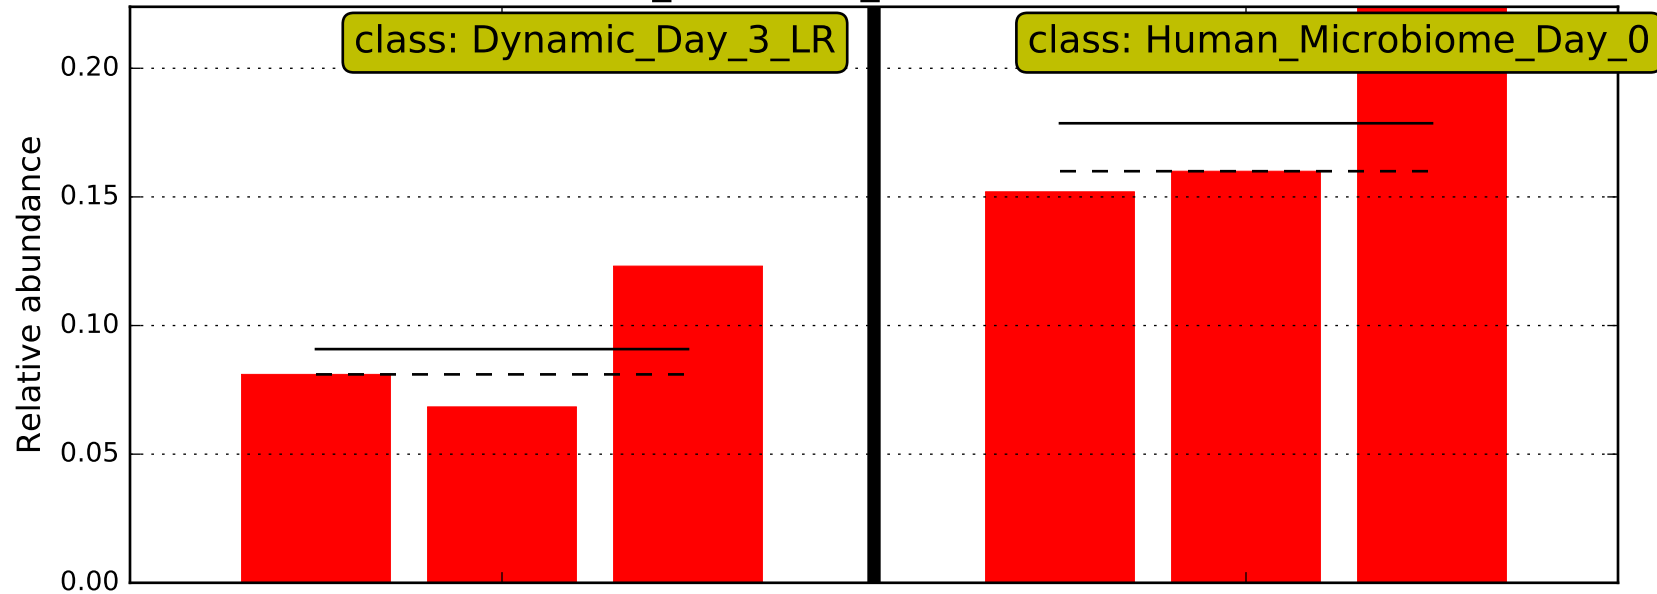 class: Dynamic_Day_3_LR
class: Human_Microbiome_Day_0
Relative abundance
0.20
0.15
0.10
0.05
0.00